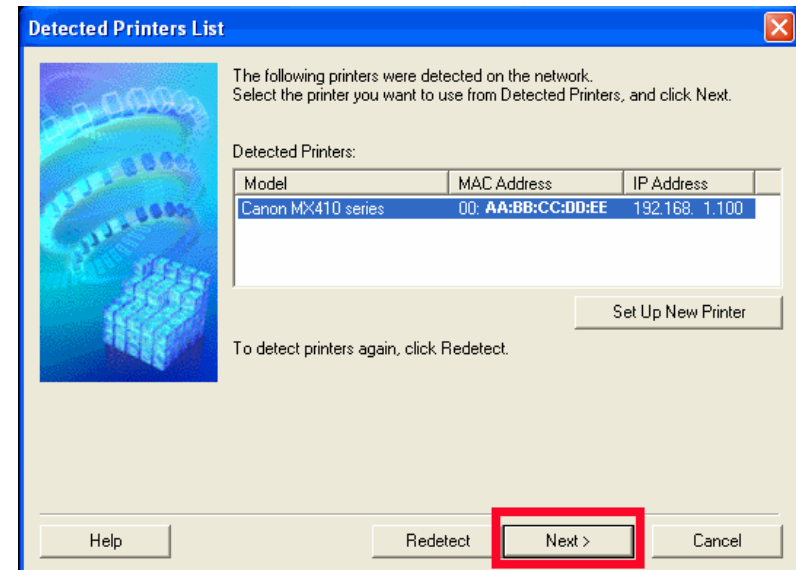 Detected Printers List
The following printers were detected on the network.
Select the printer you want to use from Detected Printers, and click Next.
Detected Printers:
Model MAC Address IP Address
Canon MX410 series 00: AA:BB:CC:DD:EE 192.168. 1.100
Set Up New Printer
To detect printers again, click Redetect.
Help Redetect Next > Cancel